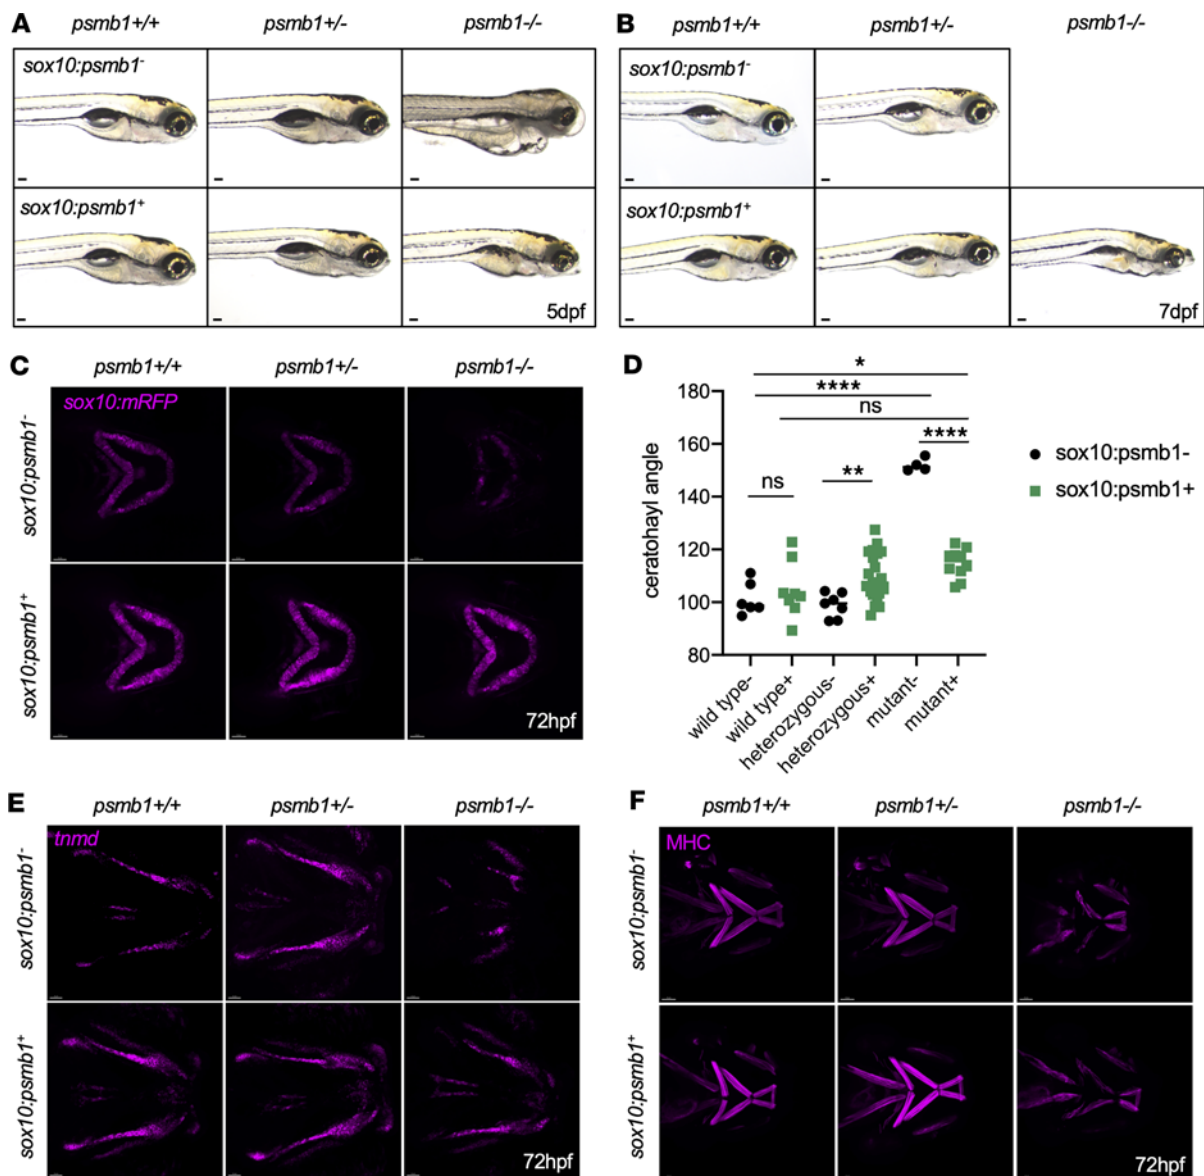 A
psmb1+/+
psmb1+/-
psmb1-/-
sox10:psmb1-
sox10:psmb1+
5dpf
B
psmb1+/+
psmb1+/-
psmb1-/-
sox10:psmb1-
sox10:psmb1+
7dpf
C
psmb1+/+
psmb1+/-
psmb1-/-
sox10:mRFP
sox10:psmb1-
sox10:psmb1+
72hpf
D
*
****
ns
****
ns
**
180
160
140
120
100
80
ceratohayl angle
wild type-
wild type+
heterozygous-
heterozygous+
mutant-
mutant+
sox10:psmb1-
sox10:psmb1+
E
psmb1+/+
psmb1+/-
psmb1-/-
tnmd
sox10:psmb1-
sox10:psmb1+
72hpf
F
psmb1+/+
psmb1+/-
psmb1-/-
MHC
sox10:psmb1-
sox10:psmb1+
72hpf